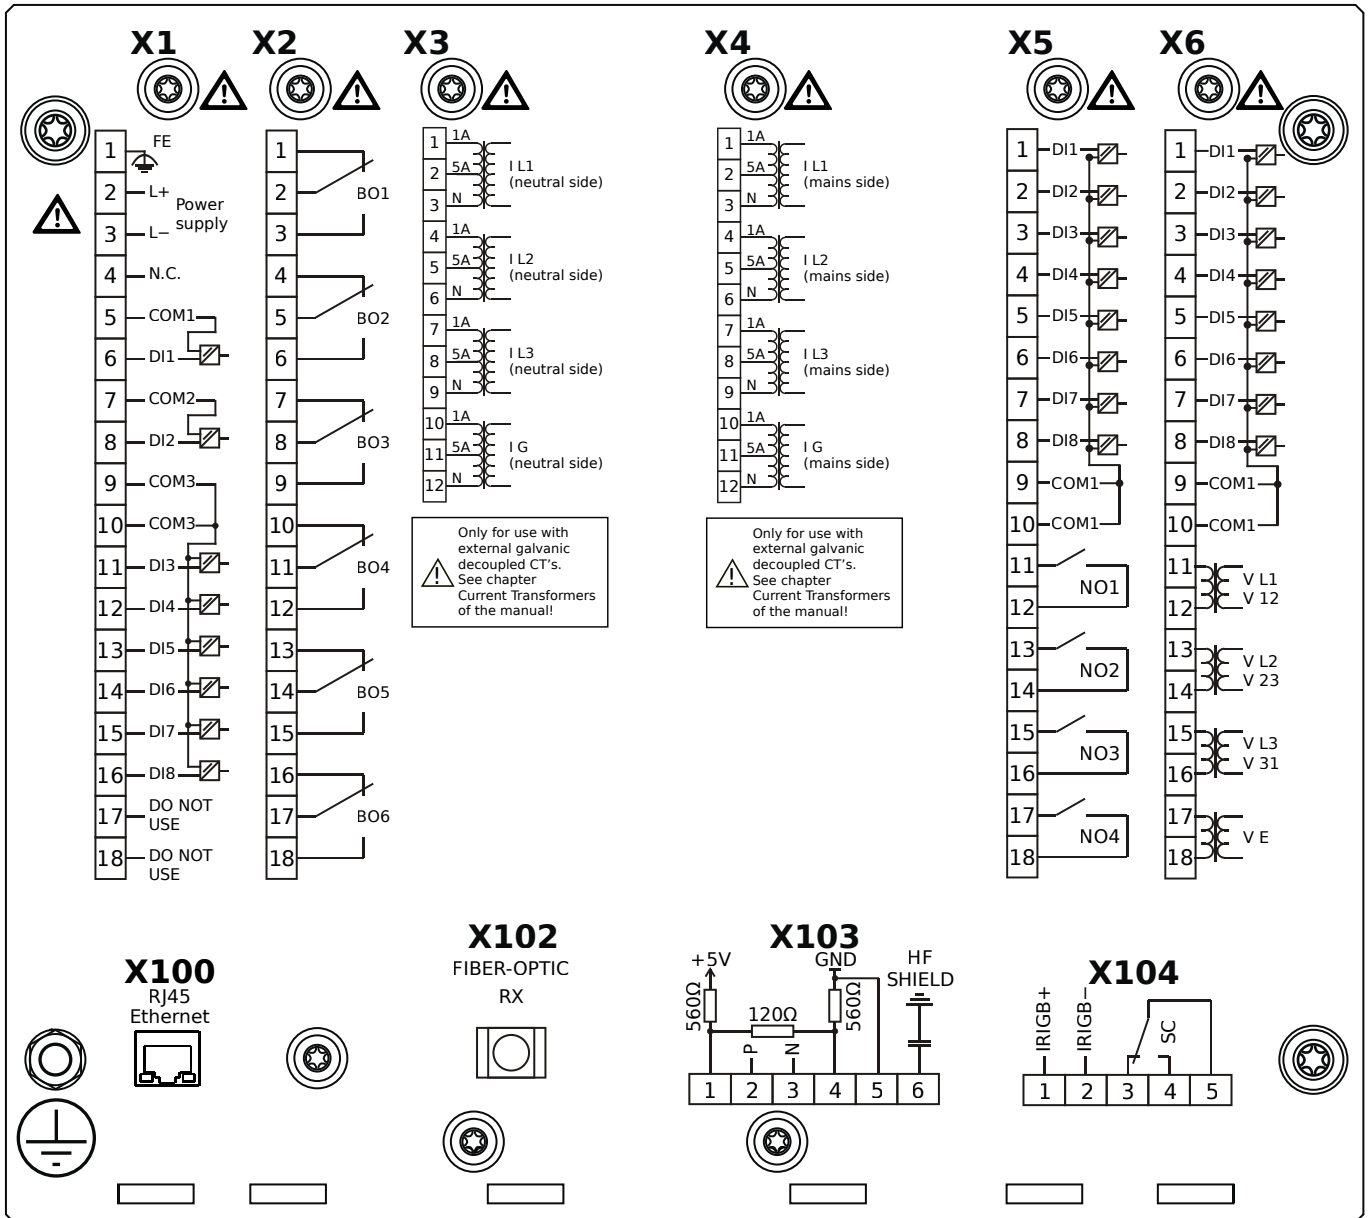 X1
X2
X3
X4
X5
X6
1
FE
2
L+
Power
supply
3
L−
4
N.C.
5
COM1
6
DI1
7
COM2
8
DI2
9
COM3
10
COM3
11
DI3
12
DI4
13
DI5
14
DI6
15
DI7
16
DI8
17
DO NOT
USE
18
DO NOT
USE
1
2
BO1
3
4
5
BO2
6
7
8
BO3
9
10
11
BO4
12
13
14
BO5
15
16
17
BO6
18
1
1A
2
5A
I L1
(neutral side)
3
N
4
1A
5
5A
I L2
(neutral side)
6
N
7
1A
8
5A
I L3
(neutral side)
9
N
10
1A
11
5A
I G
(neutral side)
12
N
Only for use with
external galvanic
decoupled CT's.
See chapter
Current Transformers
of the manual!
1
1A
2
5A
I L1
(mains side)
3
N
4
1A
5
5A
I L2
(mains side)
6
N
7
1A
8
5A
I L3
(mains side)
9
N
10
1A
11
5A
I G
(mains side)
12
N
Only for use with
external galvanic
decoupled CT's.
See chapter
Current Transformers
of the manual!
1
DI1
2
DI2
3
DI3
4
DI4
5
DI5
6
DI6
7
DI7
8
DI8
9
COM1
10
COM1
11
NO1
12
13
NO2
14
15
NO3
16
17
NO4
18
1
DI1
2
DI2
3
DI3
4
DI4
5
DI5
6
DI6
7
DI7
8
DI8
9
COM1
10
COM1
11
V L1
V 12
12
13
V L2
V 23
14
15
V L3
V 31
16
17
V E
18
X100
RJ45
Ethernet
X102
FIBER-OPTIC
RX
X103
+5V
GND
HF
SHIELD
560Ω
120Ω
560Ω
P
N
1 2 3 4 5 6
X104
IRIGB+
IRIGB−
SC
1 2 3 4 5